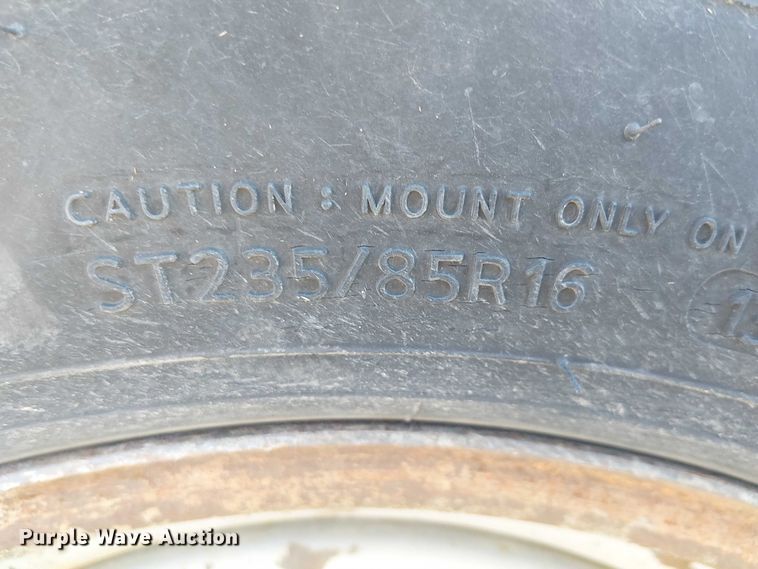 CAUTION : MOUNT ONLY ON
ST235/85R16
Purple Wave Auction